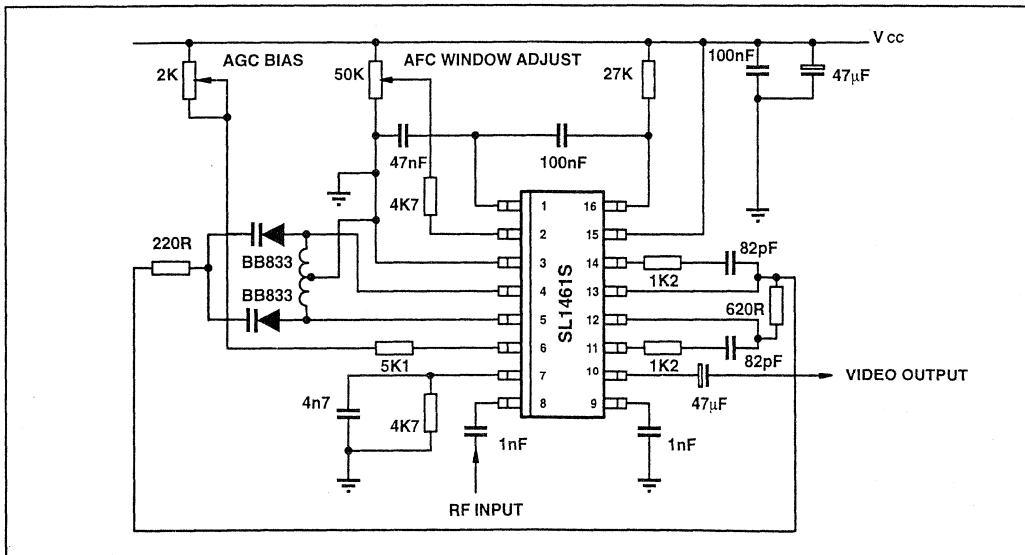 V CC
AGC BIAS
AFC WINDOW ADJUST
100nF
2K
50K
27K
47µF
47nF
100nF
4K7
1
16
2
15
220R
BB833
3
14
82pF
1K2
BB833
4
13
620R
SL1461S
5
12
6
11
5K1
1K2
82pF
7
10
VIDEO OUTPUT
4n7
47µF
4K7
8
9
1nF
1nF
RF INPUT